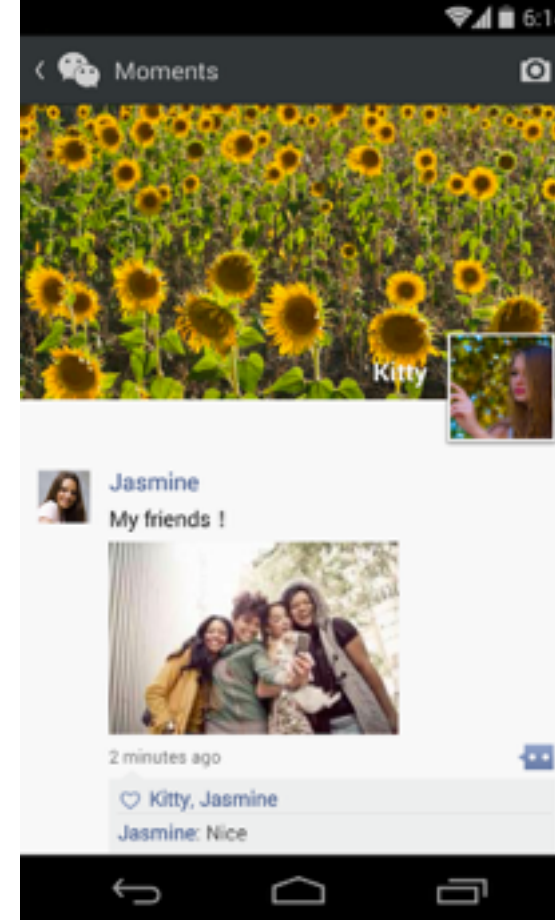 6:1
Moments
Kitty
Jasmine
My friends !
2 minutes ago
Kitty, Jasmine
Jasmine: Nice